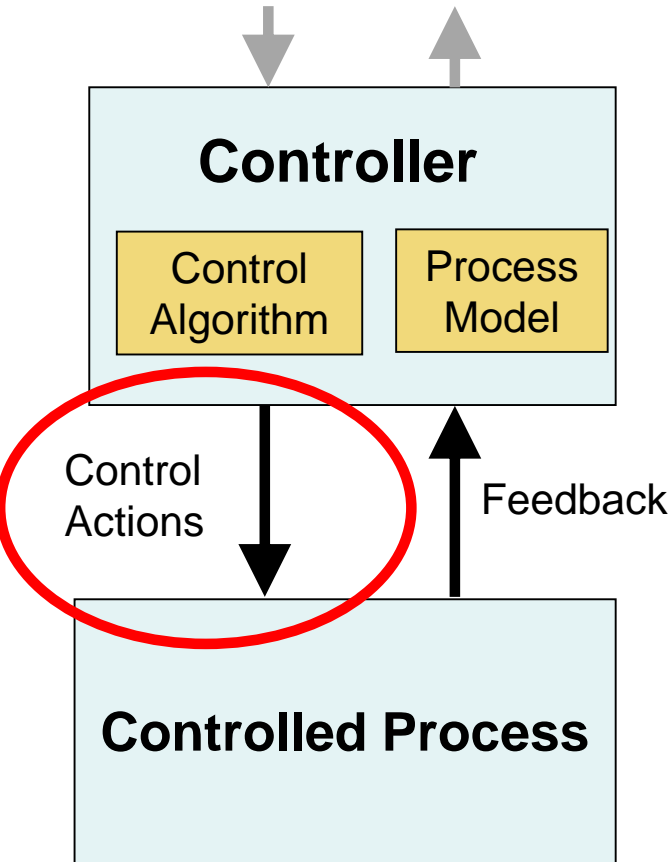 Controller
Control
Algorithm
Process
Model
Control
Actions
Feedback
Controlled Process